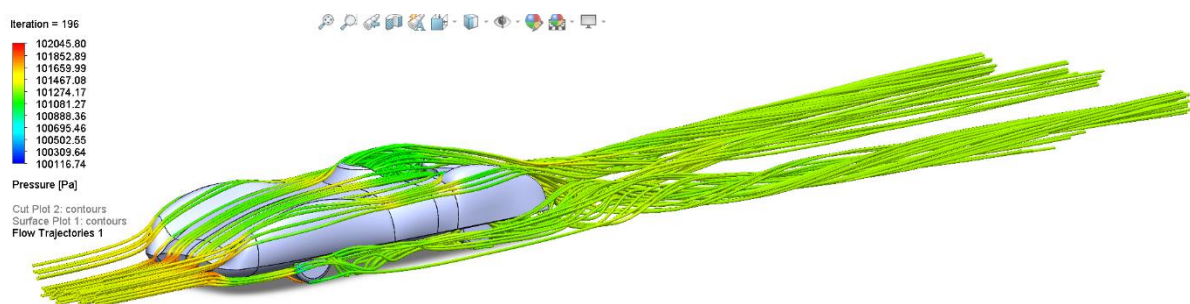 Iteration = 196
102045.80
101852.89
101659.99
101467.08
101274.17
101081.27
100888.36
100695.46
100502.55
100309.64
100116.74
Pressure [Pa]
Cut Plot 2: contours
Surface Plot 1: contours
Flow Trajectories 1